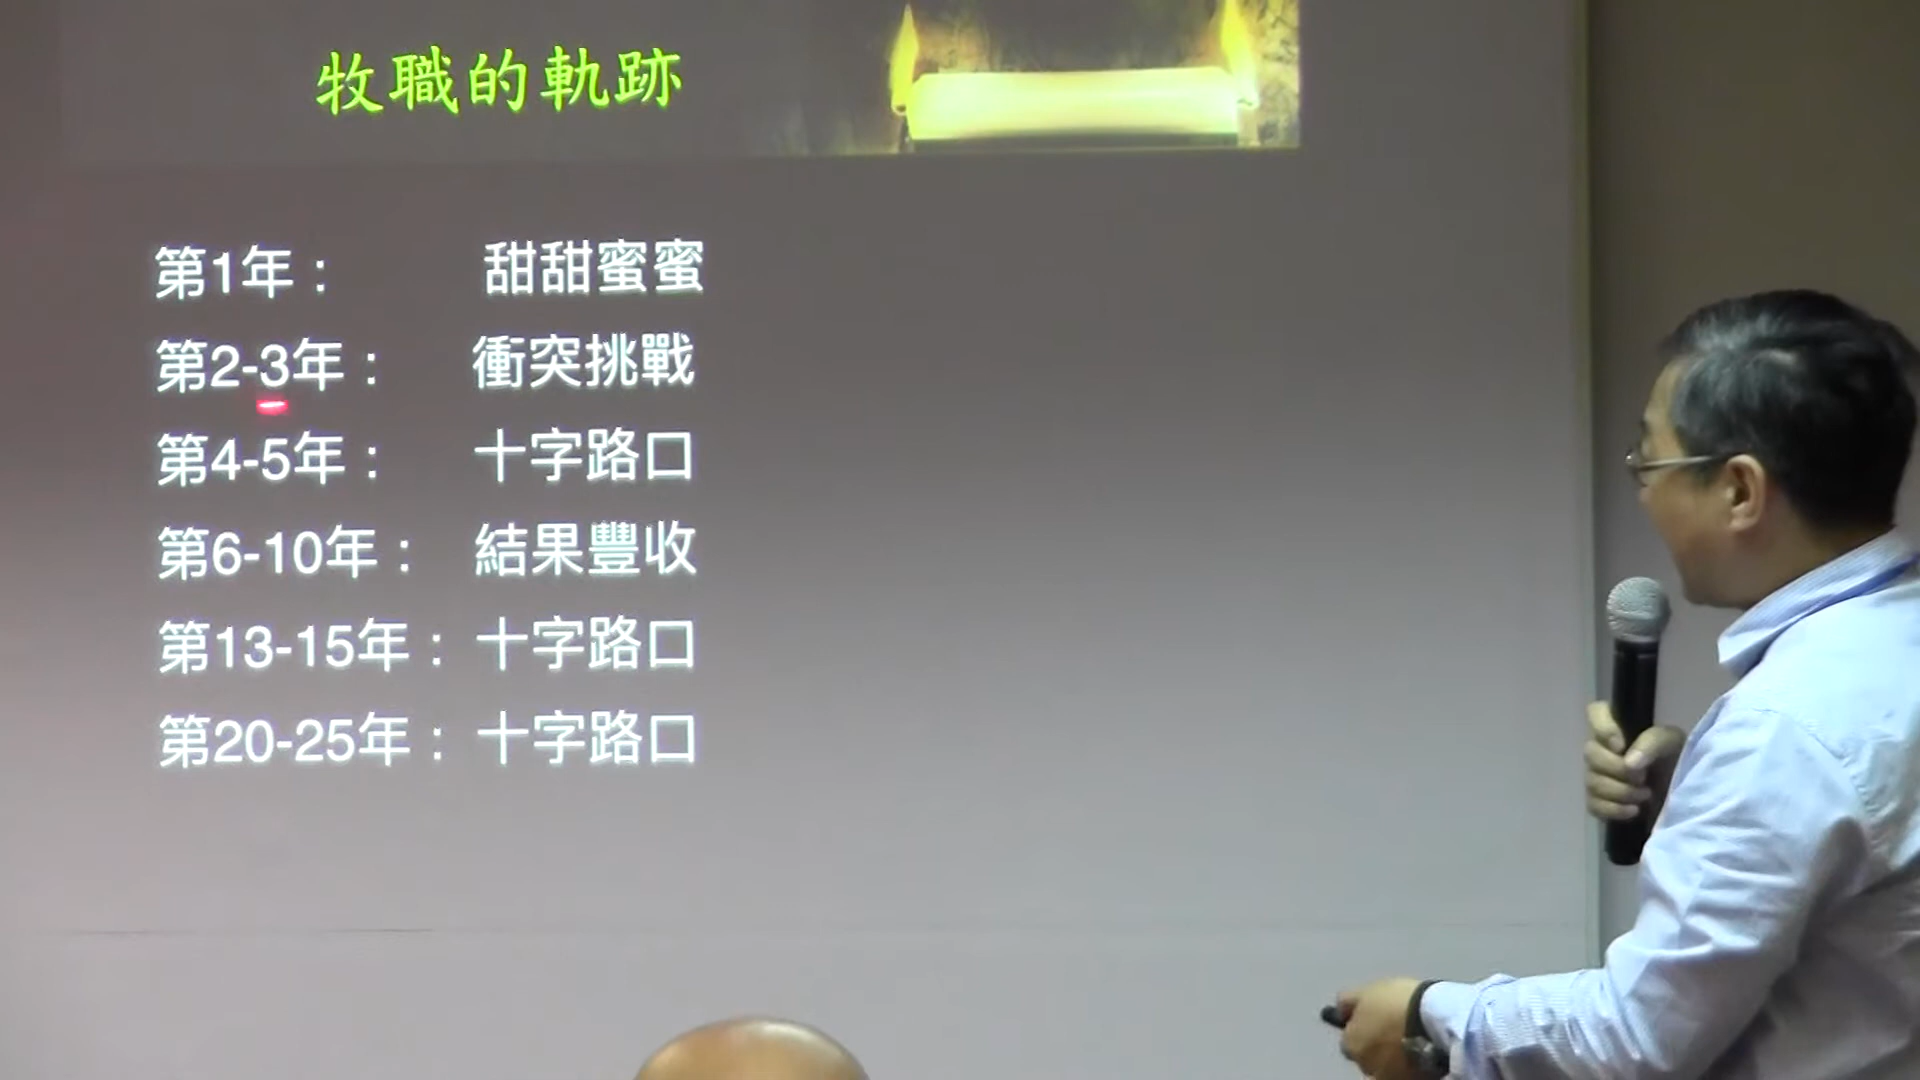 牧職的軌跡
第1年： 甜甜蜜蜜
第2-3年： 衝突挑戰
第4-5年： 十字路口
第6-10年： 結果豐收
第13-15年： 十字路口
第20-25年： 十字路口